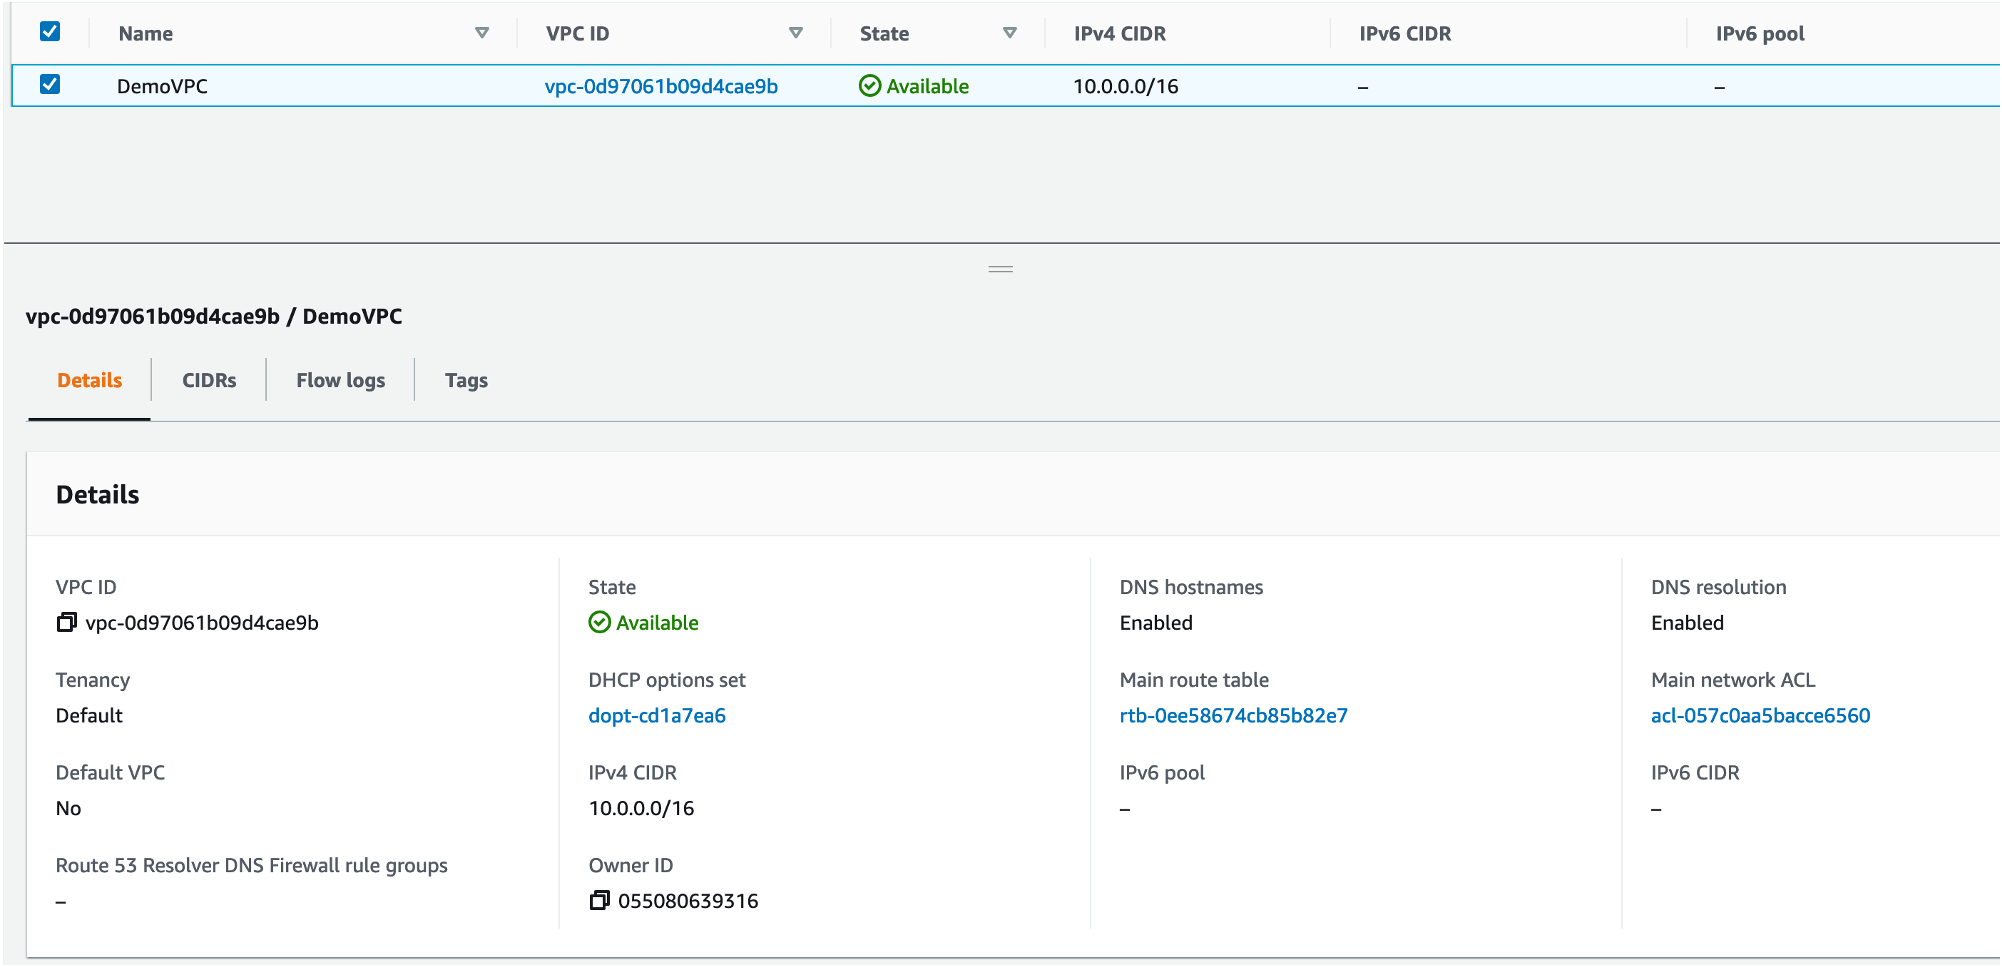 Name VPC ID State IPv4 CIDR IPv6 CIDR IPv6 pool
DemoVPC vpc-0d97061b09d4cae9b Available 10.0.0.0/16 – –
vpc-0d97061b09d4cae9b / DemoVPC
Details CIDRs Flow logs Tags
Details
VPC ID State DNS hostnames DNS resolution
vpc-0d97061b09d4cae9b Available Enabled Enabled
Tenancy DHCP options set Main route table Main network ACL
Default dopt-cd1a7ea6 rtb-0ee58674cb85b82e7 acl-057c0aa5bacce6560
Default VPC IPv4 CIDR IPv6 pool IPv6 CIDR
No 10.0.0.0/16 – –
Route 53 Resolver DNS Firewall rule groups Owner ID
– 055080639316